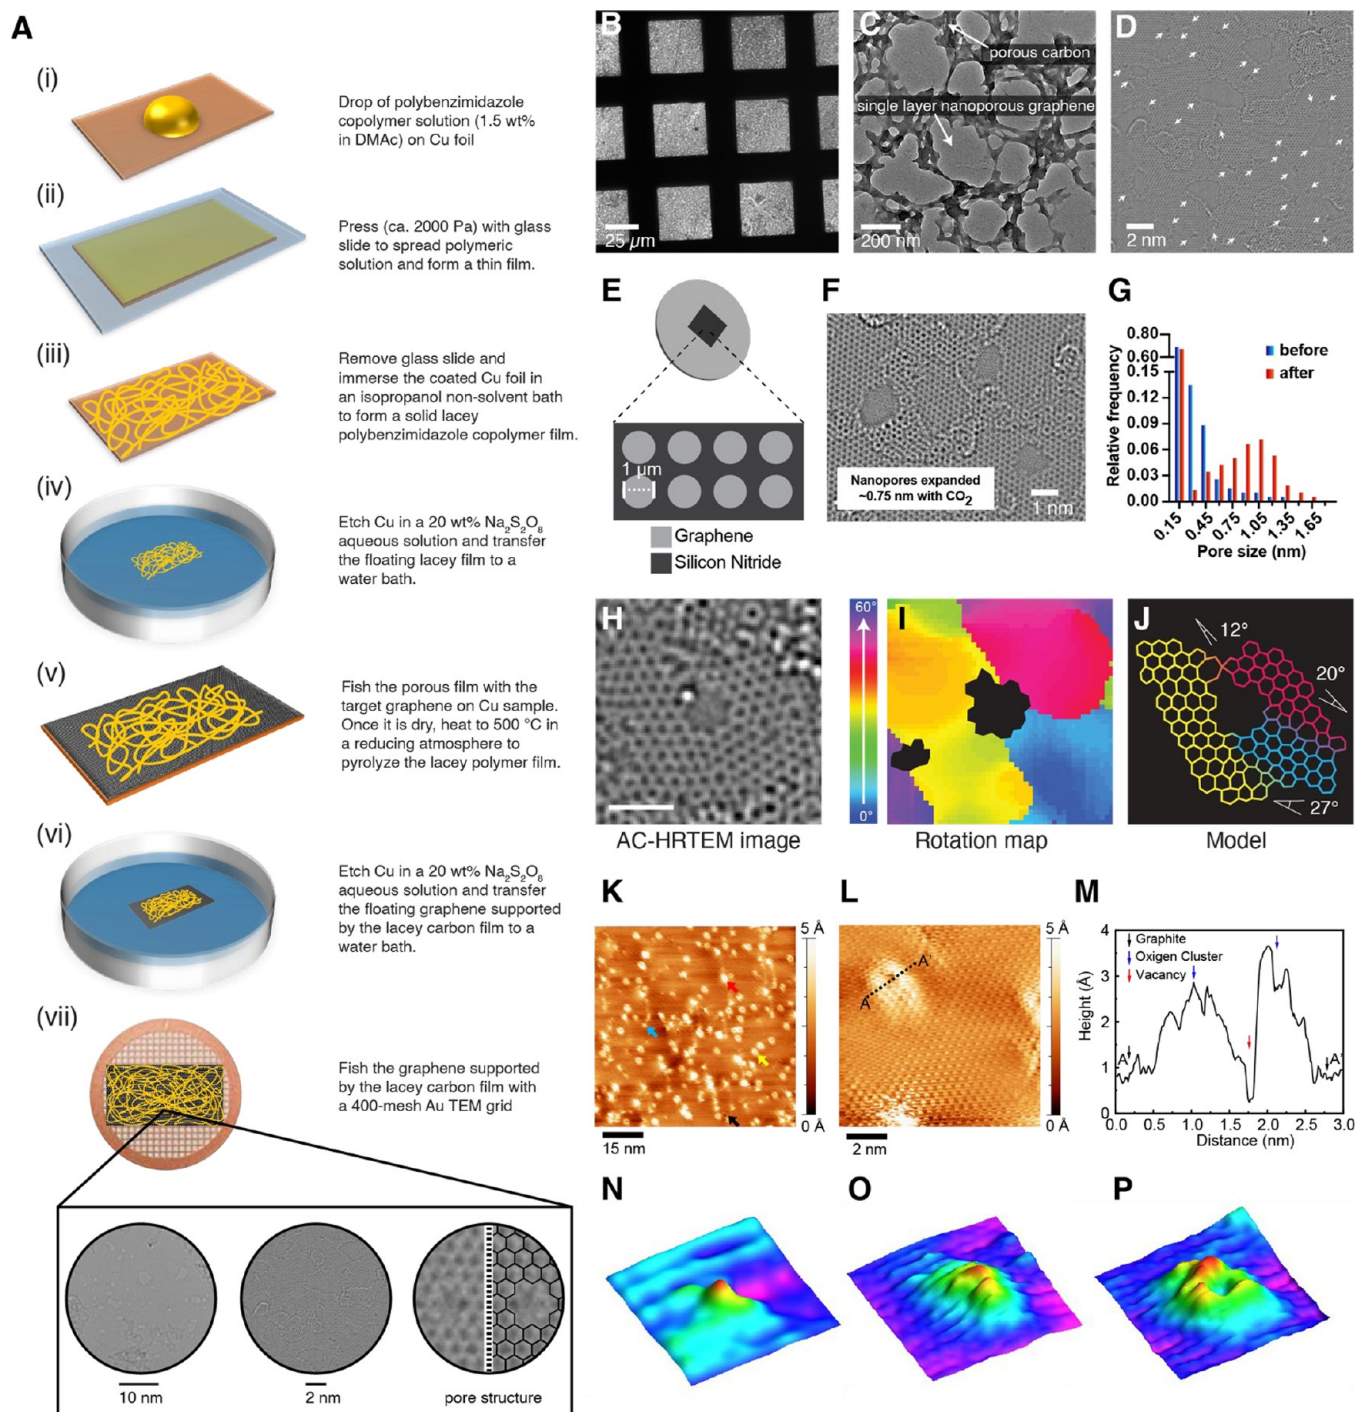 A
(i)
Drop of polybenzimidazole
copolymer solution (1.5 wt%
in DMAc) on Cu foil
(ii)
Press (ca. 2000 Pa) with glass
slide to spread polymeric
solution and form a thin film.
(iii)
Remove glass slide and
immerse the coated Cu foil in
an isopropanol non-solvent bath
to form a solid lacey
polybenzimidazole copolymer film.
(iv)
Etch Cu in a 20 wt% Na2S2O8
aqueous solution and transfer
the floating lacey film to a
water bath.
(v)
Fish the porous film with the
target graphene on Cu sample.
Once it is dry, heat to 500 °C in
a reducing atmosphere to
pyrolyze the lacey polymer film.
(vi)
Etch Cu in a 20 wt% Na2S2O8
aqueous solution and transfer
the floating graphene supported
by the lacey carbon film to a
water bath.
(vii)
Fish the graphene supported
by the lacey carbon film with
a 400-mesh Au TEM grid
10 nm
2 nm
pore structure
B
25 µm
C
porous carbon
single layer nanoporous graphene
200 nm
D
2 nm
E
1 µm
Graphene
Silicon Nitride
F
Nanopores expanded
~0.75 nm with CO2
1 nm
G
Relative frequency
0.80
0.60
0.15
0.12
0.09
0.06
0.03
0.00
before
after
0.15
0.45
0.75
1.05
1.35
1.65
Pore size (nm)
H
AC-HRTEM image
60°
0°
I
Rotation map
J
12°
20°
27°
Model
K
5 Å
0 Å
15 nm
L
A
A'
5 Å
0 Å
2 nm
M
Graphite
Oxigen Cluster
Vacancy
Height (Å)
4
3
2
1
0
A
A'
0.0
0.5
1.0
1.5
2.0
2.5
3.0
Distance (nm)
N
O
P